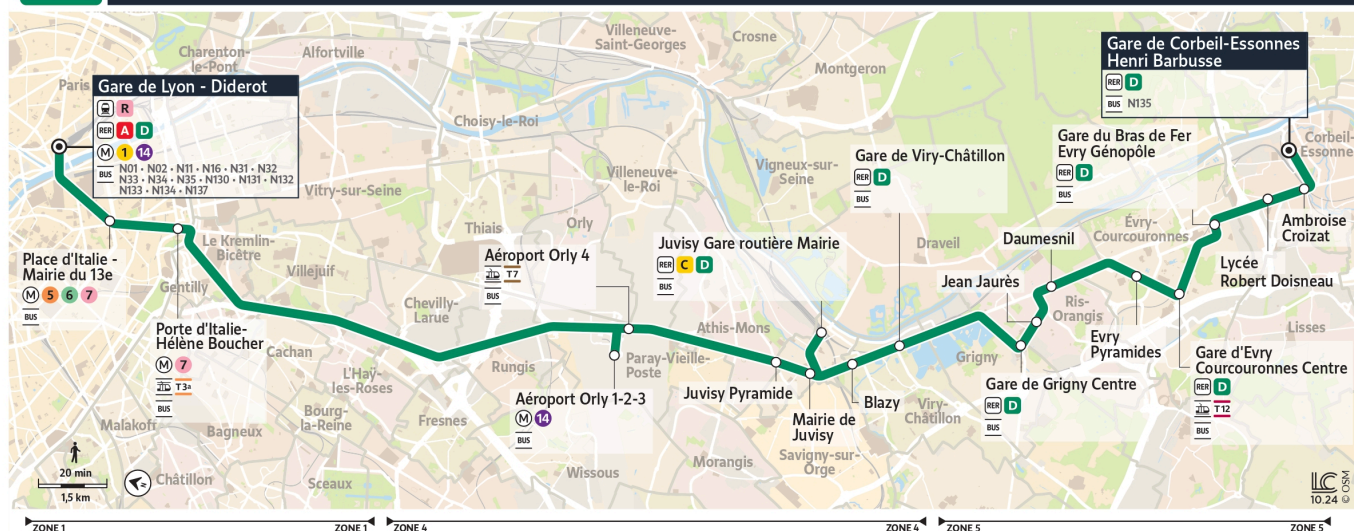 Villeneuve-
Saint-Georges
Crosne
Charenton-
le-Pont
Alfortville
Montgeron
Paris
Gare de Lyon - Diderot
R
RER A D
M 1 14
BUS
N01 • N02 • N11 • N16 • N31 • N32
N33 • N34 • N35 • N130 • N131 • N132
N133 • N134 • N137
Gare de Corbeil-Essonnes
Henri Barbusse
RER D
BUS N135
Choisy-le-Roi
Corbeil-
Essonne
Gare du Bras de Fer
Evry Génopôle
RER D
BUS
Gare de Viry-Châtillon
RER D
BUS
Vigneux-sur-
Seine
Villeneuve-
le-Roi
Vitry-sur-Seine
Thiais
Orly
Draveil
Évry-
Courcouronnes
Ambroise
Croizat
Lycée
Robert Doisneau
Daumesnil
Jean Jaurès
Juvisy Gare routière Mairie
RER C D
BUS
Aéroport Orly 4
T7
BUS
Le Kremlin-
Bicêtre
Villejuif
Place d'Italie -
Mairie du 13e
M 5 6 7
BUS
Gentilly
Chevilly-
Larue
Ris-
Orangis
Lisses
Porte d'Italie-
Hélène Boucher
M 7
T3a
BUS
Cachan
Athis-Mons
Paray-Vieille-
Poste
Rungis
Grigny
Evry
Pyramides
Gare d'Evry
Courcouronnes Centre
RER D
T12
BUS
L'Haÿ-
les-Roses
Juvisy Pyramide
Mairie de
Juvisy
Blazy
Gare de Grigny Centre
RER D
BUS
Aéroport Orly 1-2-3
M 14
BUS
Viry-
Châtillon
Bourg-
la-Reine
Fresnes
Malakoff
Bagneux
Savigny-sur-
Orge
Morangis
Wissous
Châtillon
Sceaux
20 min
1,5 km
LC
10.24 © OSM
ZONE 1 ZONE 1 ZONE 4 ZONE 4 ZONE 5 ZONE 5